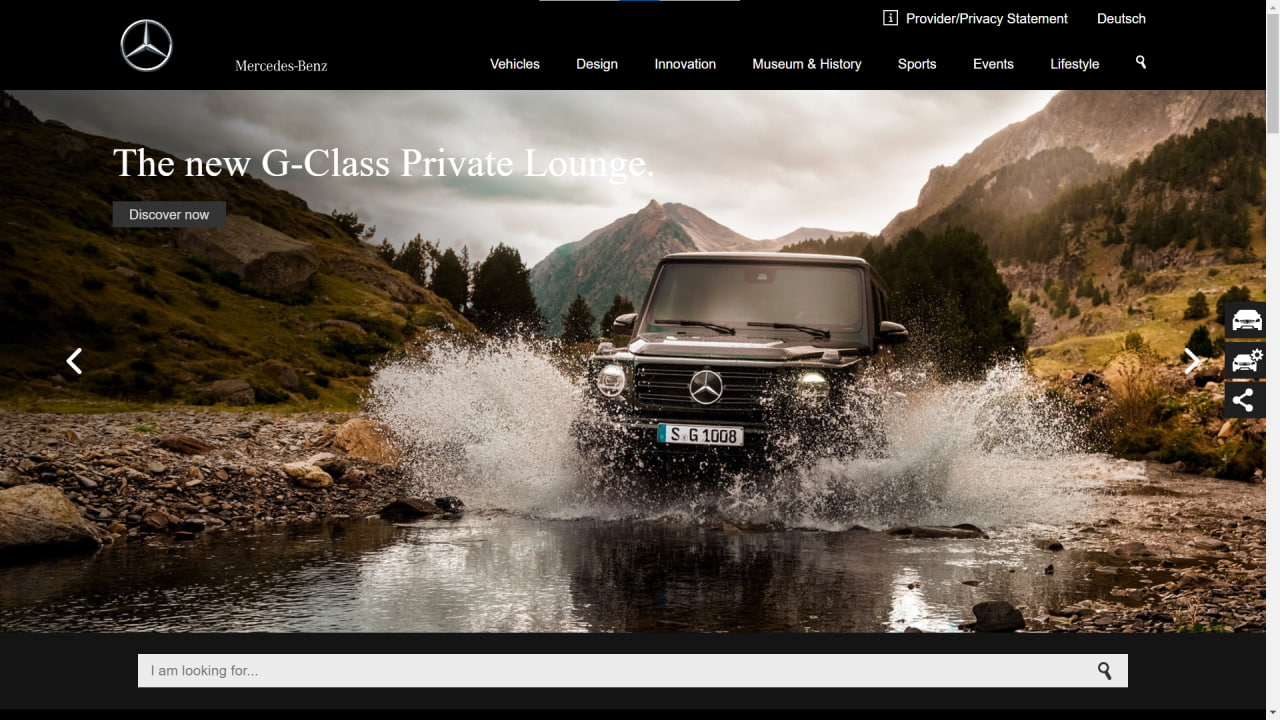 Provider/Privacy Statement Deutsch
Mercedes-Benz
Vehicles Design Innovation Museum & History Sports Events Lifestyle
The new G-Class Private Lounge.
Discover now
S G 1008
I am looking for...